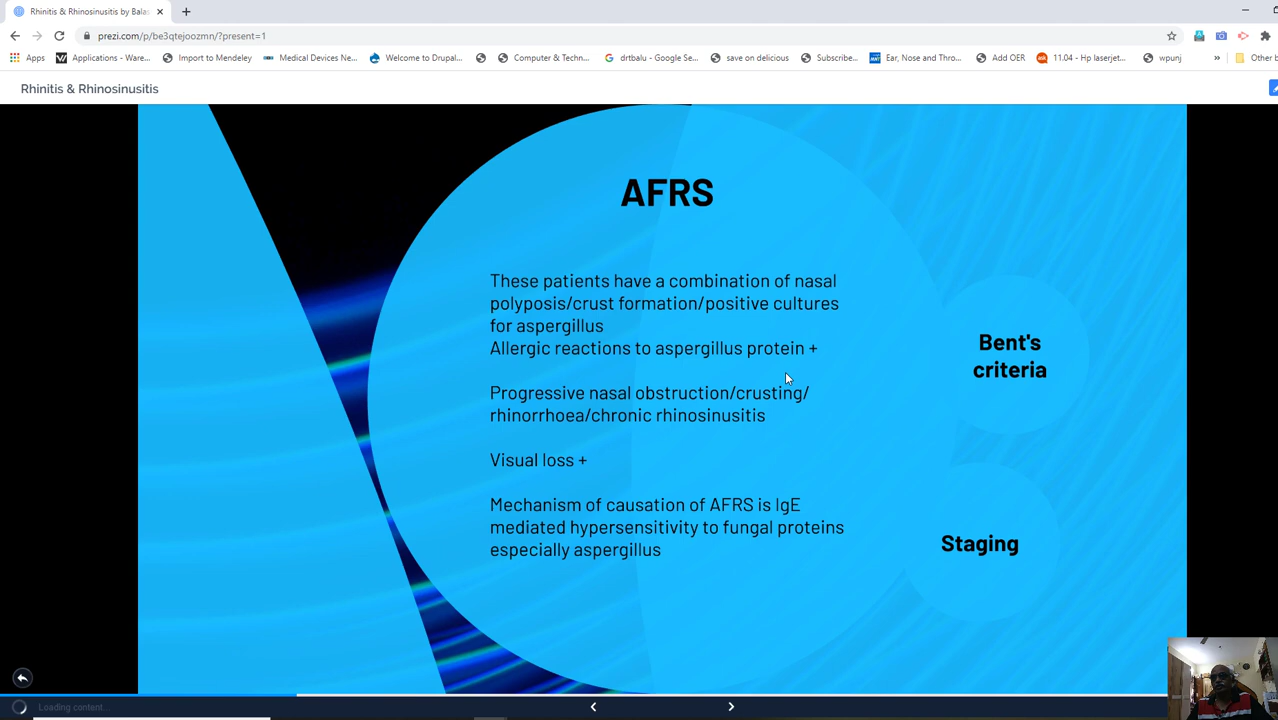 Rhinitis & Rhinosinusitis by Balas
prezi.com/p/be3qtejoozmn/?present=1
Apps
Applications - Ware...
Import to Mendeley
Medical Devices Ne...
Welcome to Drupal...
Computer & Techn...
drtbalu - Google Se...
save on delicious
Subscribe...
Ear, Nose and Thro...
Add OER
11.04 - Hp laserjet...
wpunj
»
Other b
Rhinitis & Rhinosinusitis
AFRS
These patients have a combination of nasal
polyposis/crust formation/positive cultures
for aspergillus
Allergic reactions to aspergillus protein +
Progressive nasal obstruction/crusting/
rhinorrhoea/chronic rhinosinusitis
Visual loss +
Mechanism of causation of AFRS is IgE
mediated hypersensitivity to fungal proteins
especially aspergillus
Bent's
criteria
Staging
Loading content...